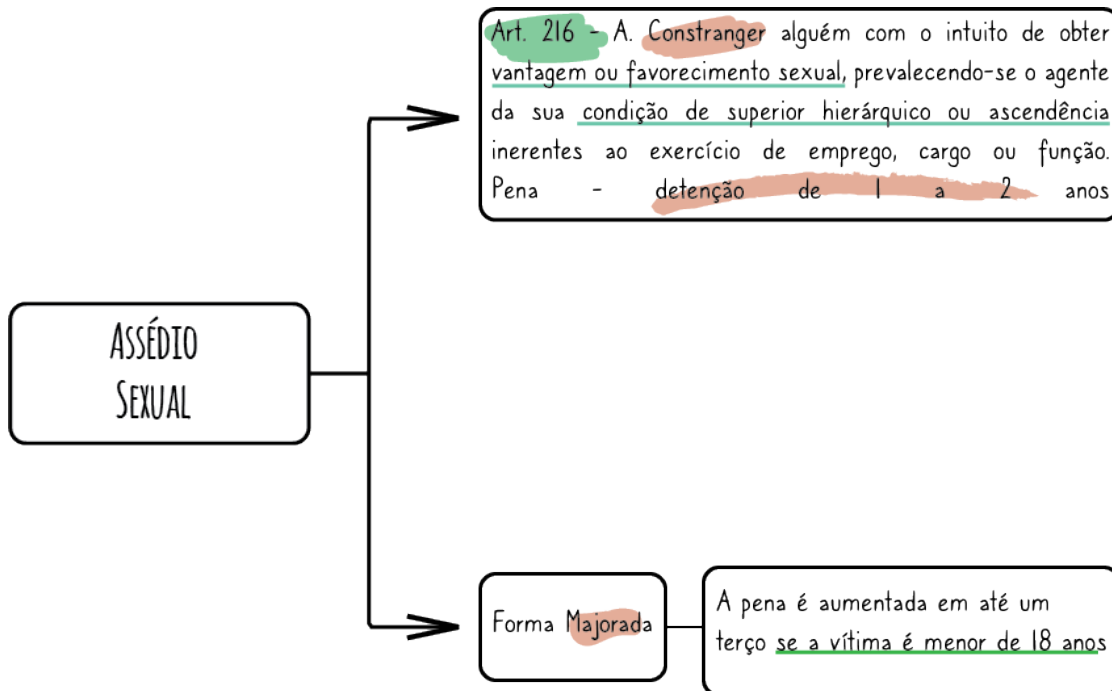 Art. 216 - A. Constranger alguém com o intuito de obter
vantagem ou favorecimento sexual, prevalecendo-se o agente
da sua condição de superior hierárquico ou ascendência
inerentes ao exercício de emprego, cargo ou função.
Pena - detenção de 1 a 2 anos
Assédio
Sexual
Forma Majorada
A pena é aumentada em até um
terço se a vítima é menor de 18 anos